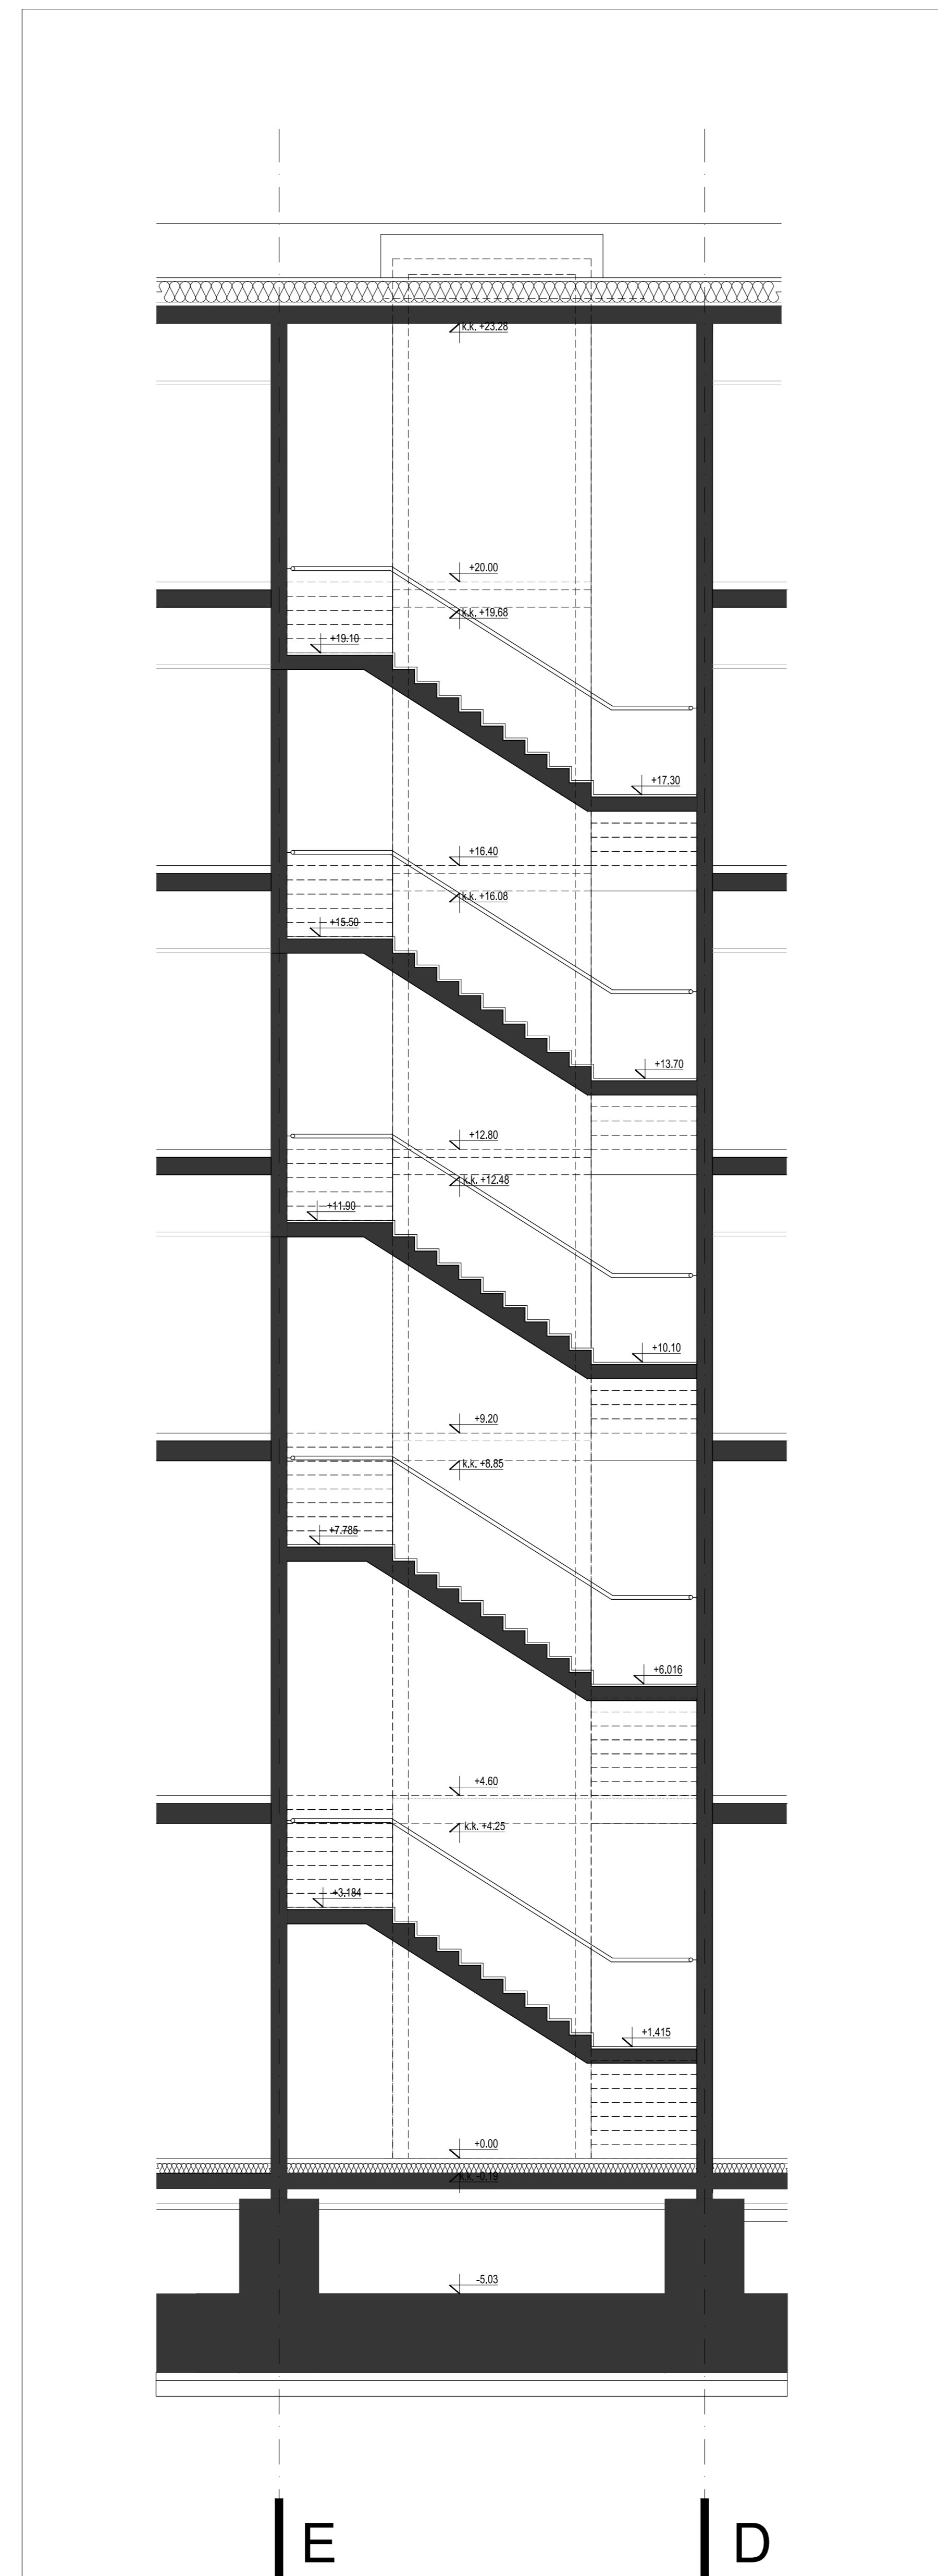 k.k. +23.28
+20.00
k.k. +19.68
+19.10
+17.30
+16.40
k.k. +16.08
+15.50
+13.70
+12.80
k.k. +12.48
+11.90
+10.10
+9.20
k.k. +8.85
+7.785
+6.016
+4.60
k.k. +4.25
+3.184
+1.415
+0.00
k.k. -0.19
-5.03
E D